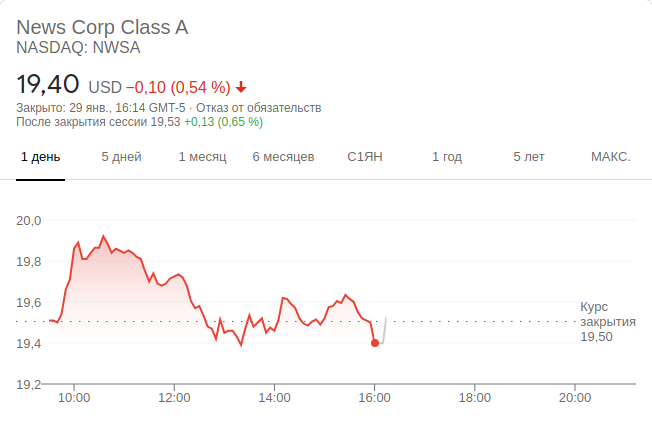 News Corp Class A
NASDAQ: NWSA
19,40 USD −0,10 (0,54 %)
Закрыто: 29 янв., 16:14 GMT-5 · Отказ от обязательств
После закрытия сессии 19,53 +0,13 (0,65 %)
1 день 5 дней 1 месяц 6 месяцев С1ЯН 1 год 5 лет МАКС.
20,0
19,8
19,6
19,4
19,2
Курс
закрытия
19,50
10:00 12:00 14:00 16:00 18:00 20:00